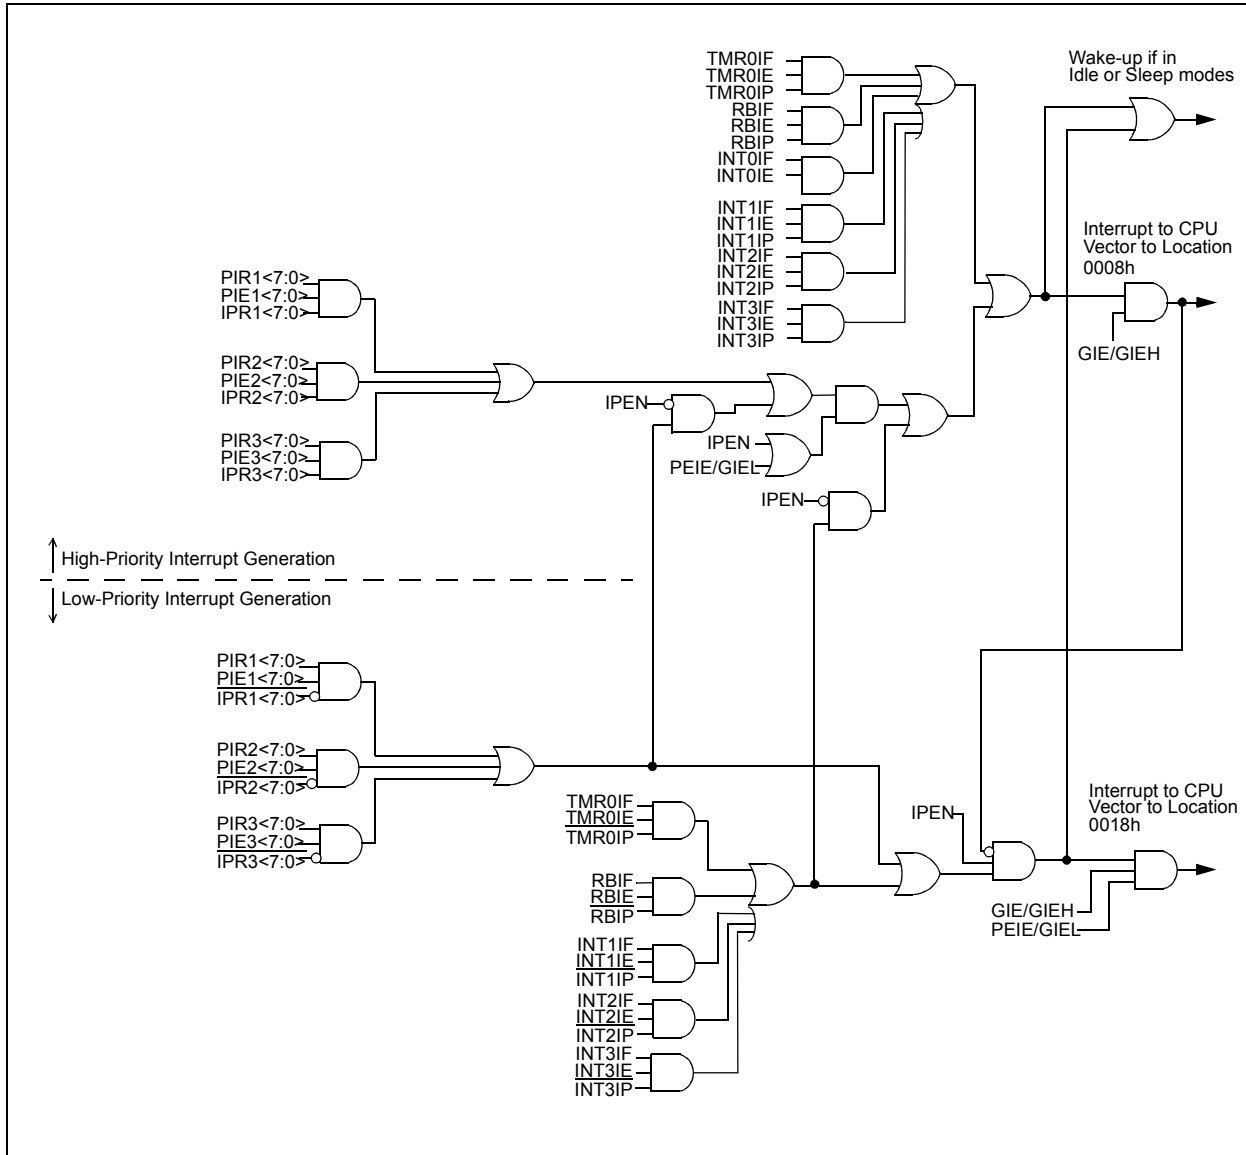 TMR0IF
TMR0IE
TMR0IP
RBIF
RBIE
RBIP
INT0IF
INT0IE
INT1IF
INT1IE
INT1IP
INT2IF
INT2IE
INT2IP
INT3IF
INT3IE
INT3IP
Wake-up if in
Idle or Sleep modes
Interrupt to CPU
Vector to Location
0008h
GIE/GIEH
PIR1<7:0>
PIE1<7:0>
IPR1<7:0>
PIR2<7:0>
PIE2<7:0>
IPR2<7:0>
PIR3<7:0>
PIE3<7:0>
IPR3<7:0>
IPEN
IPEN
PEIE/GIEL
IPEN
High-Priority Interrupt Generation
Low-Priority Interrupt Generation
PIR1<7:0>
PIE1<7:0>
IPR1<7:0>
PIR2<7:0>
PIE2<7:0>
IPR2<7:0>
PIR3<7:0>
PIE3<7:0>
IPR3<7:0>
TMR0IF
TMR0IE
TMR0IP
RBIF
RBIE
RBIP
INT1IF
INT1IE
INT1IP
INT2IF
INT2IE
INT2IP
INT3IF
INT3IE
INT3IP
IPEN
Interrupt to CPU
Vector to Location
0018h
GIE/GIEH
PEIE/GIEL